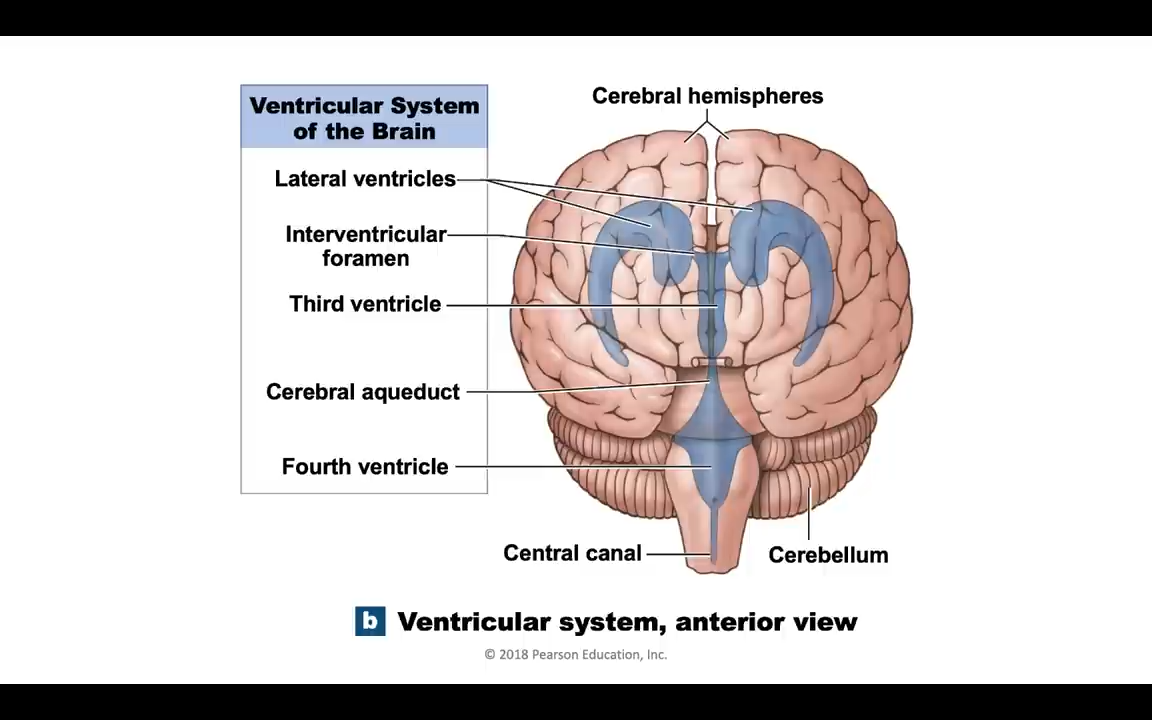 Cerebral hemispheres
Ventricular System
of the Brain
Lateral ventricles
Interventricular
foramen
Third ventricle
Cerebral aqueduct
Fourth ventricle
Central canal
Cerebellum
b Ventricular system, anterior view
© 2018 Pearson Education, Inc.